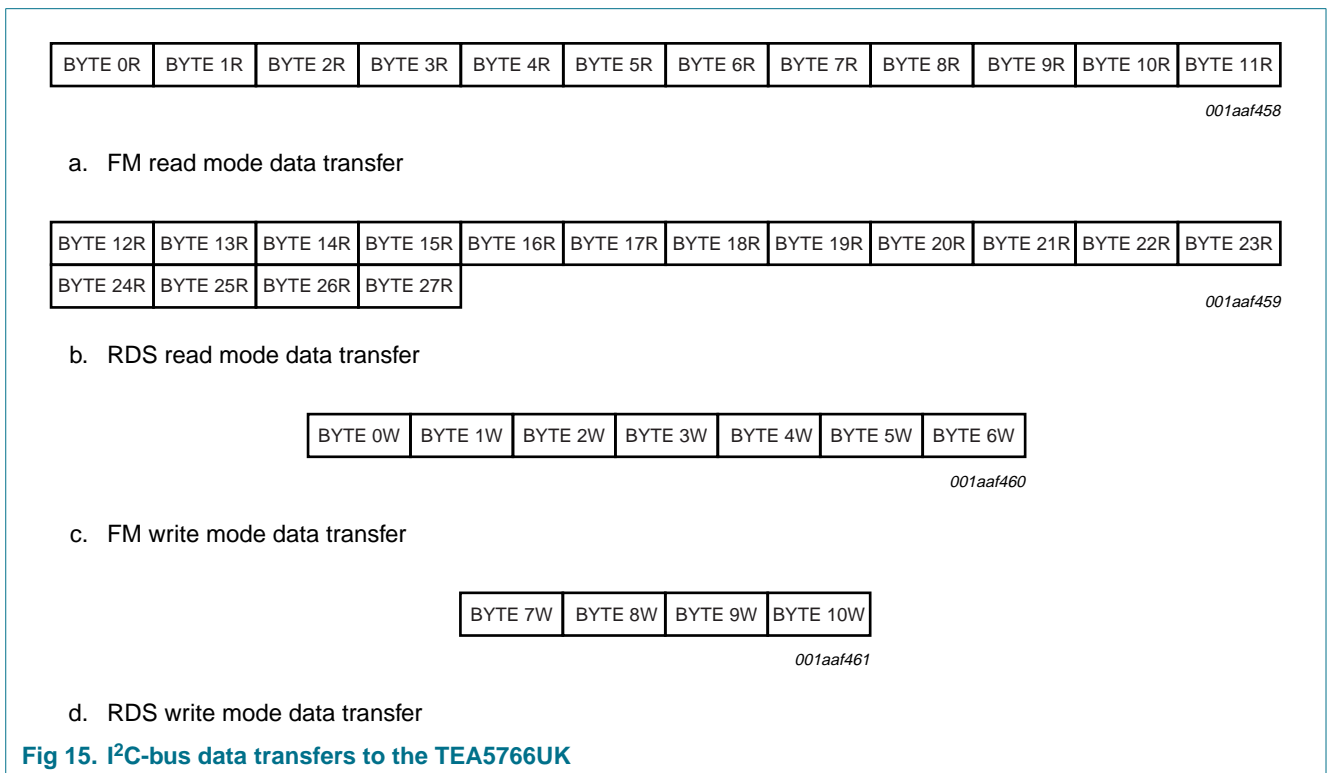 BYTE 0R BYTE 1R BYTE 2R BYTE 3R BYTE 4R BYTE 5R BYTE 6R BYTE 7R BYTE 8R BYTE 9R BYTE 10R BYTE 11R
001aaf458
a. FM read mode data transfer
BYTE 12R BYTE 13R BYTE 14R BYTE 15R BYTE 16R BYTE 17R BYTE 18R BYTE 19R BYTE 20R BYTE 21R BYTE 22R BYTE 23R
BYTE 24R BYTE 25R BYTE 26R BYTE 27R
001aaf459
b. RDS read mode data transfer
BYTE 0W BYTE 1W BYTE 2W BYTE 3W BYTE 4W BYTE 5W BYTE 6W
001aaf460
c. FM write mode data transfer
BYTE 7W BYTE 8W BYTE 9W BYTE 10W
001aaf461
d. RDS write mode data transfer
Fig 15. I²C-bus data transfers to the TEA5766UK